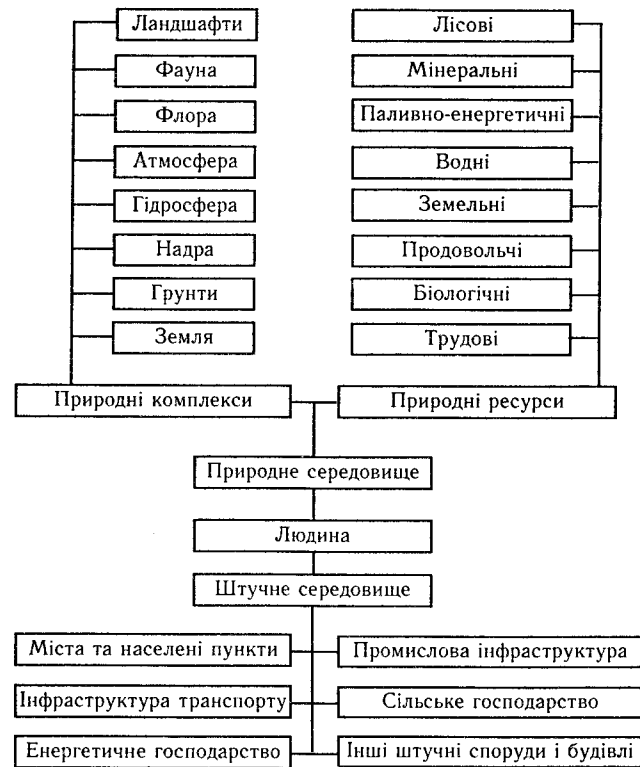 Ландшафти
Фауна
Флора
Атмосфера
Гідросфера
Надра
Грунти
Земля
Лісові
Мінеральні
Паливно-енергетичні
Водні
Земельні
Продовольчі
Біологічні
Трудові
Природні комплекси
Природні ресурси
Природне середовище
Людина
Штучне середовище
Міста та населені пункти
Промислова інфраструктура
Інфраструктура транспорту
Сільське господарство
Енергетичне господарство
Інші штучні споруди і будівлі